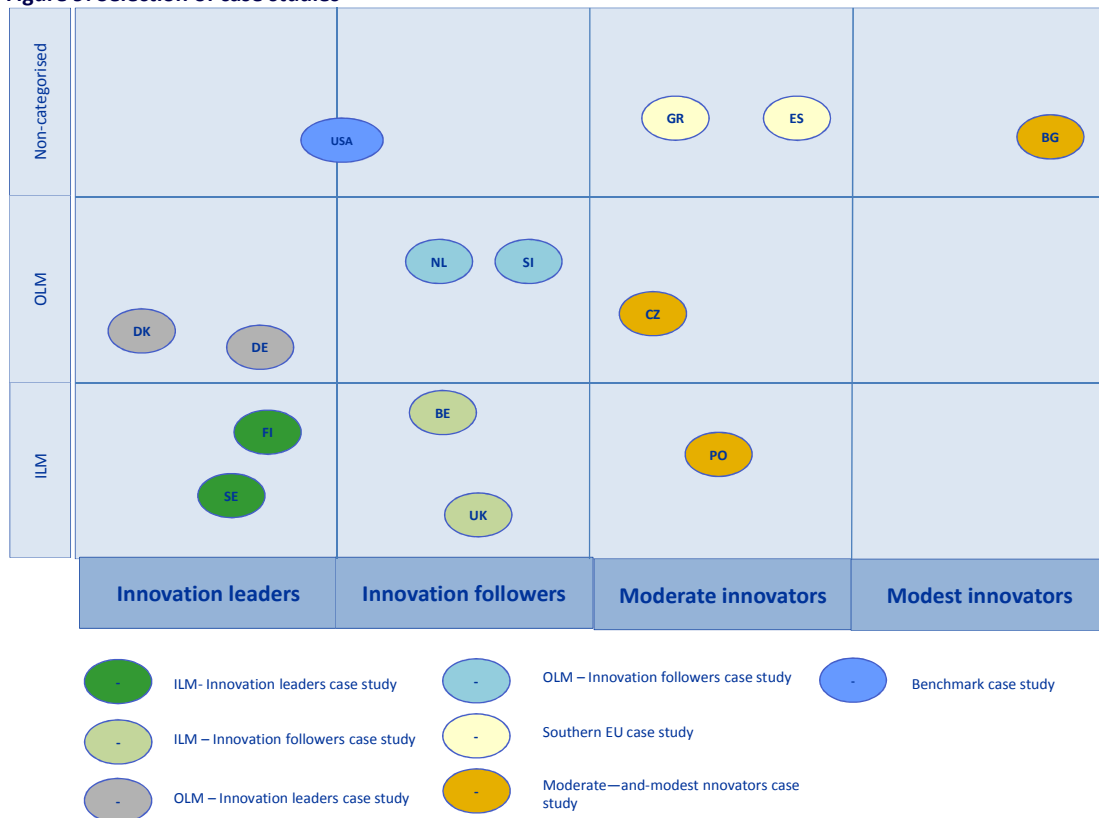 Non-categorised
USA
GR
ES
BG
OLM
NL
SI
CZ
DK
DE
ILM
FI
BE
PO
SE
UK
Innovation leaders
Innovation followers
Moderate innovators
Modest innovators
- ILM- Innovation leaders case study
- OLM – Innovation followers case study
- Benchmark case study
- ILM – Innovation followers case study
- Southern EU case study
- OLM – Innovation leaders case study
- Moderate—and-modest nnovators case
study